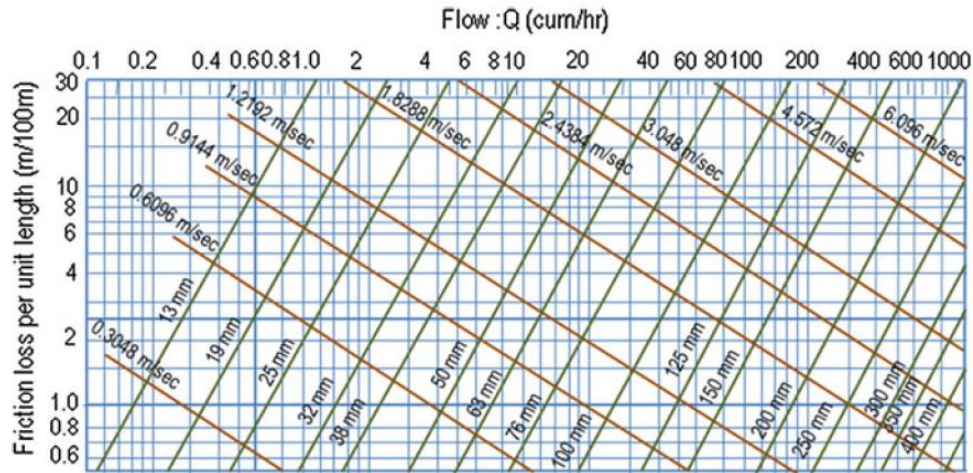 Flow :Q (cum/hr)
0.1 0.2 0.4 0.60.81.0 2 4 6 8 10 20 40 60 80100 200 400 600 1000
Friction loss per unit length (m/100m)
30
20
10
8
6
4
2
1.0
0.8
0.6
1.2192 m/sec
0.9144 m/sec
0.6096 m/sec
0.3048 m/sec
1.8288 m/sec
2.4384 m/sec
3.048 m/sec
4.572 m/sec
6.096 m/sec
13 mm
19 mm
25 mm
32 mm
38 mm
50 mm
63 mm
76 mm
100 mm
125 mm
150 mm
200 mm
250 mm
300 mm
350 mm
400 mm